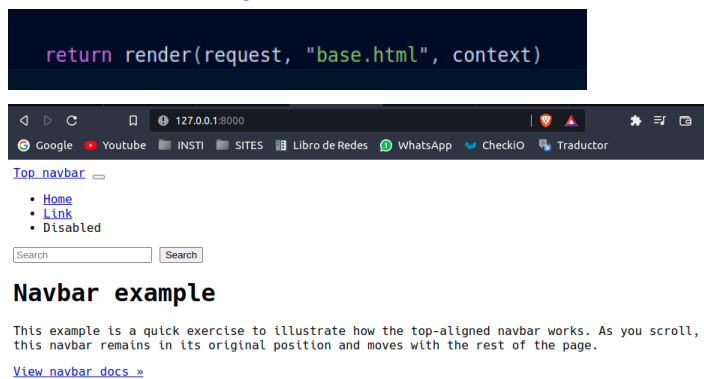 return render(request, "base.html", context)
127.0.0.1:8000
Google Youtube INSTI SITES Libro de Redes WhatsApp CheckiO Traductor
Top navbar
Home
Link
Disabled
Search Search
Navbar example
This example is a quick exercise to illustrate how the top-aligned navbar works. As you scroll,
this navbar remains in its original position and moves with the rest of the page.
View navbar docs »